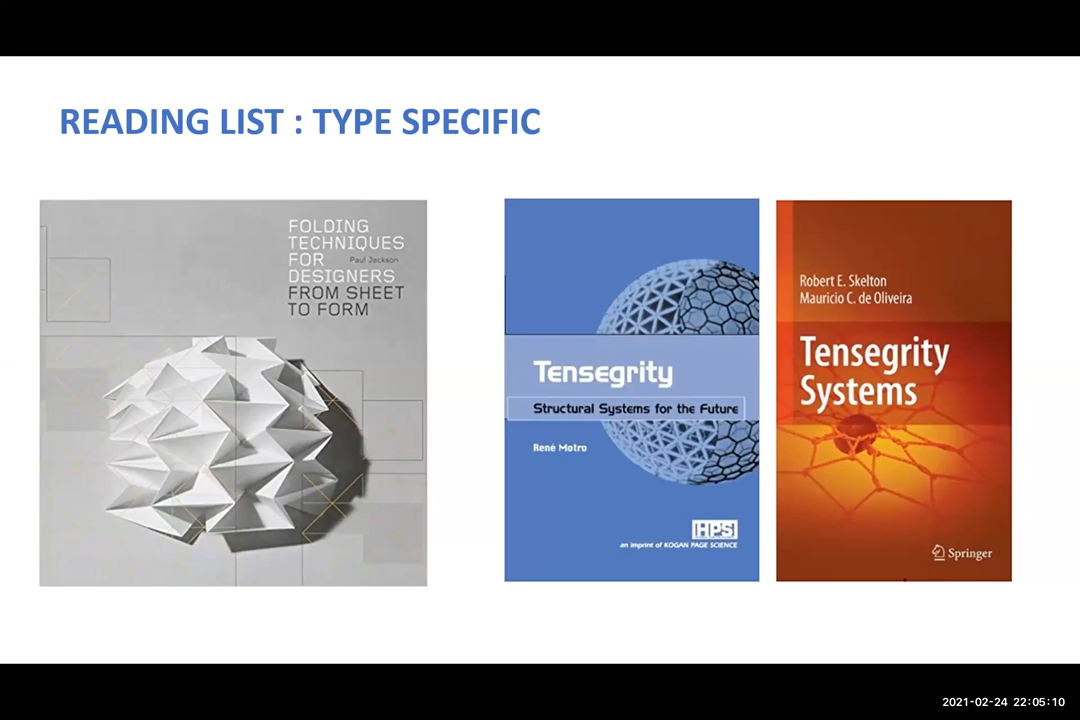 READING LIST : TYPE SPECIFIC
FOLDING
TECHNIQUES
FOR
Paul Jackson
DESIGNERS
FROM SHEET
TO FORM
Tensegrity
Structural Systems for the Future
René Motro
HPS
an imprint of KOGAN PAGE SCIENCE
Robert E. Skelton
Mauricio C. de Oliveira
Tensegrity
Systems
Springer
2021-02-24 22:05:10